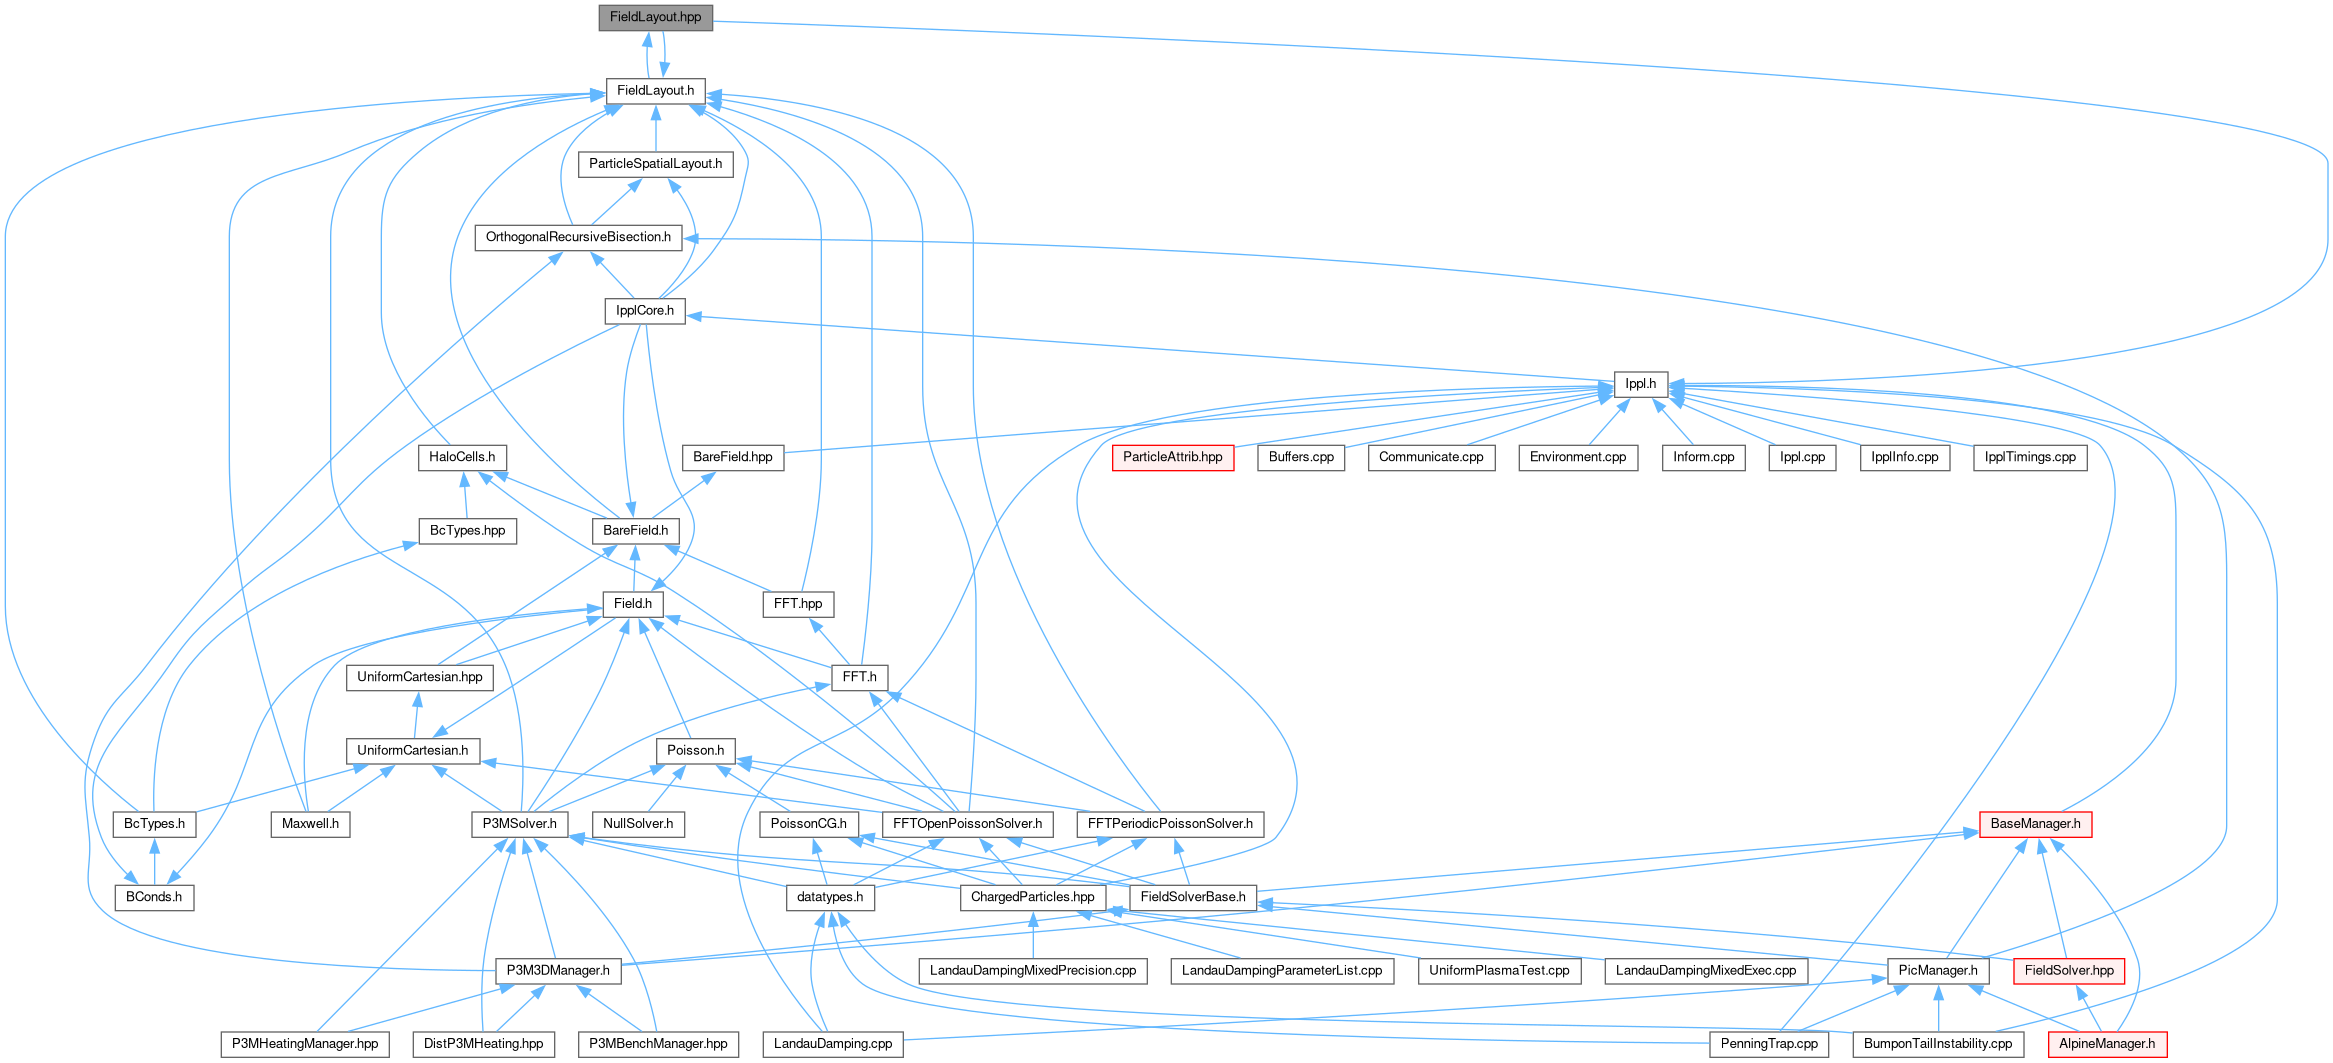 FieldLayout.hpp
FieldLayout.h
ParticleSpatialLayout.h
OrthogonalRecursiveBisection.h
IpplCore.h
Ippl.h
HaloCells.h
BareField.hpp
ParticleAttrib.hpp
Buffers.cpp
Communicate.cpp
Environment.cpp
Inform.cpp
Ippl.cpp
IpplInfo.cpp
IpplTimings.cpp
BcTypes.hpp
BareField.h
Field.h
FFT.hpp
UniformCartesian.hpp
FFT.h
UniformCartesian.h
Poisson.h
BcTypes.h
Maxwell.h
P3MSolver.h
NullSolver.h
PoissonCG.h
FFTOpenPoissonSolver.h
FFTPeriodicPoissonSolver.h
BaseManager.h
BConds.h
datatypes.h
ChargedParticles.hpp
FieldSolverBase.h
P3M3DManager.h
LandauDampingMixedPrecision.cpp
LandauDampingParameterList.cpp
UniformPlasmaTest.cpp
LandauDampingMixedExec.cpp
PicManager.h
FieldSolver.hpp
P3MHeatingManager.hpp
DistP3MHeating.hpp
P3MBenchManager.hpp
LandauDamping.cpp
PenningTrap.cpp
BumponTailInstability.cpp
AlpineManager.h